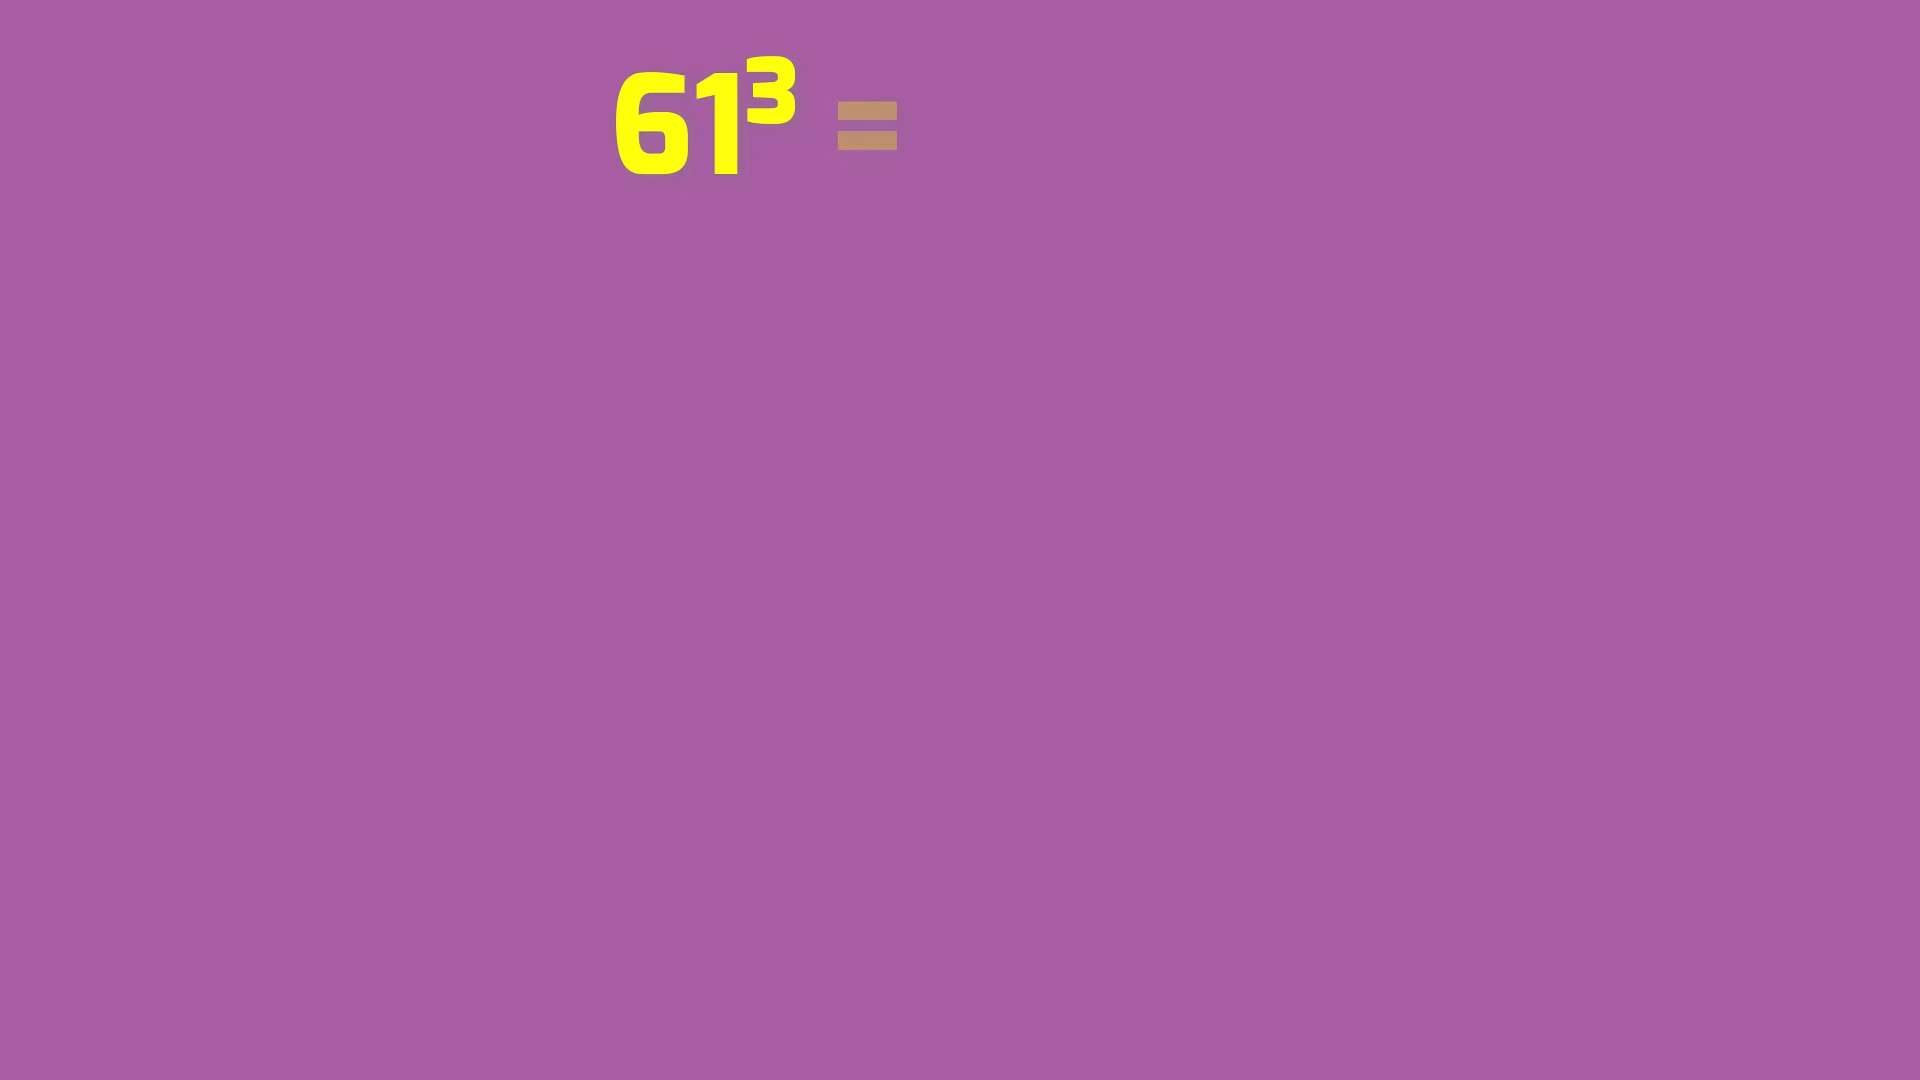 61³ =